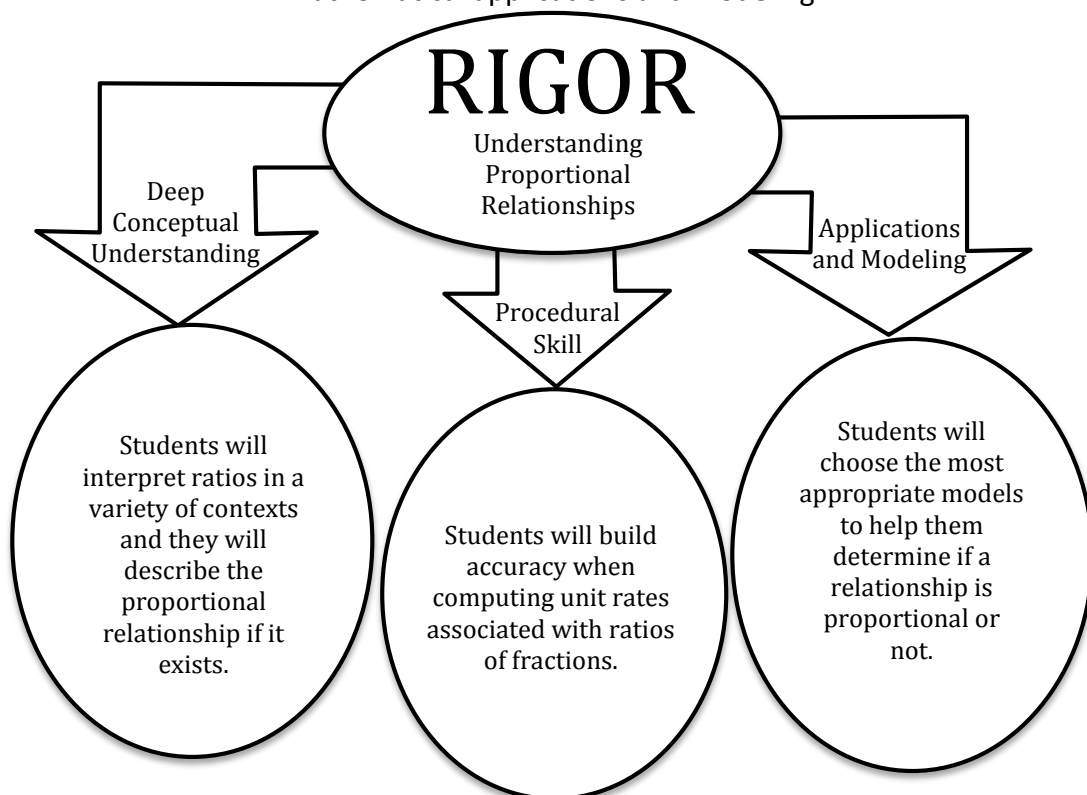 applications and modeling
RIGOR
Understanding
Proportional
Relationships
Deep
Conceptual
Understanding
Procedural
Skill
Applications
and Modeling
Students will
interpret ratios in a
variety of contexts
and they will
describe the
proportional
relationship if it
exists.
Students will build
accuracy when
computing unit rates
associated with ratios
of fractions.
Students will
choose the most
appropriate models
to help them
determine if a
relationship is
proportional or
not.